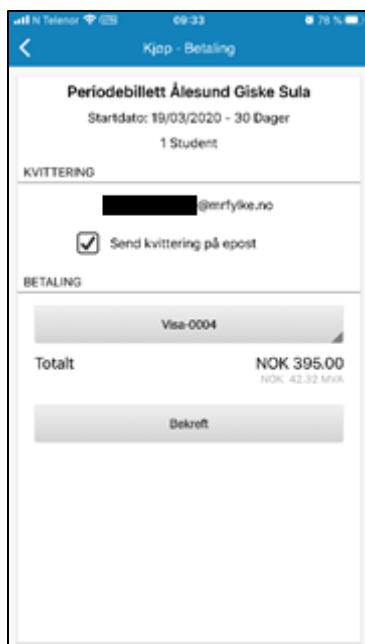 N Telenor 09:33 78 %
Kjøp - Betaling
Periodebillett Ålesund Giske Sula
Startdato: 19/03/2020 - 30 Dager
1 Student
KVITTERING
@mrfylke.no
Send kvittering på epost
BETALING
Visa-0004
Totalt NOK 395.00
NOK 42.32 MVA
Bekreft